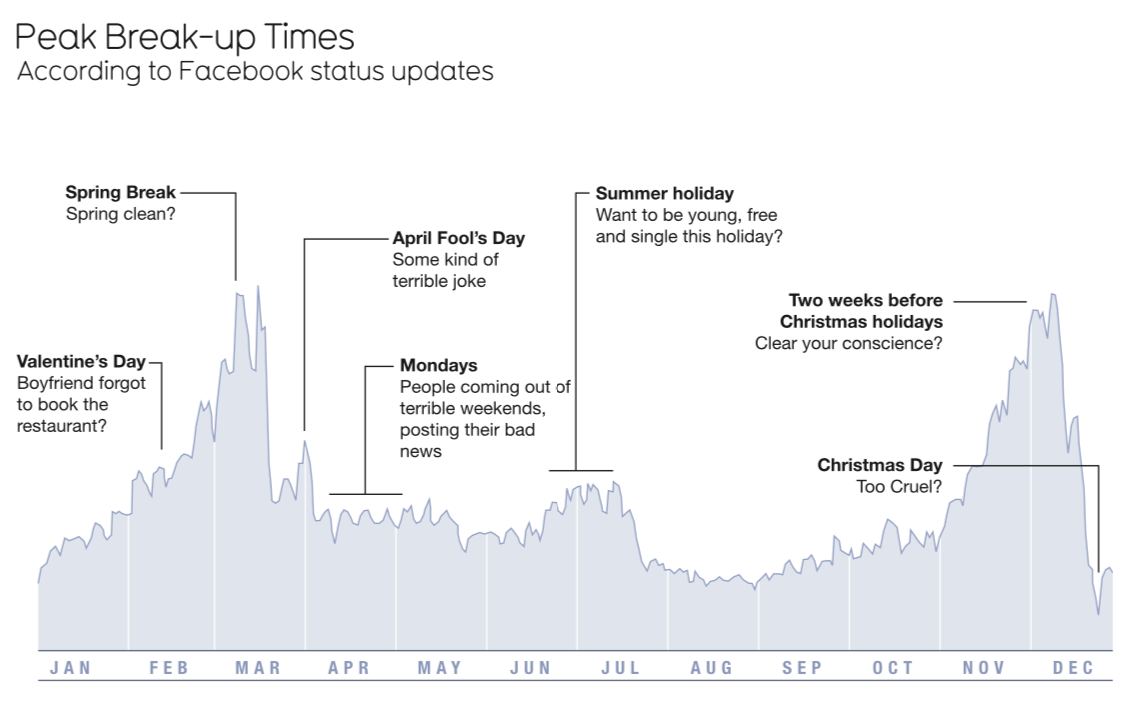 Peak Break-up Times
According to Facebook status updates
Spring Break
Spring clean?
Summer holiday
Want to be young, free
and single this holiday?
April Fool's Day
Some kind of
terrible joke
Two weeks before
Christmas holidays
Clear your conscience?
Valentine's Day
Boyfriend forgot
to book the
restaurant?
Mondays
People coming out of
terrible weekends,
posting their bad
news
Christmas Day
Too Cruel?
JAN FEB MAR APR MAY JUN JUL AUG SEP OCT NOV DEC